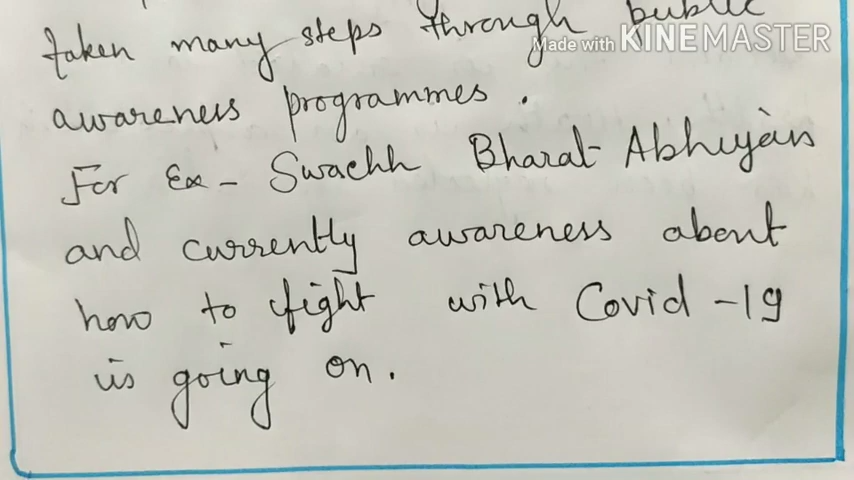 taken many steps through public
Made with KINEMASTER
awareness programmes.
For Ex - Swachh Bharat Abhiyan
and currently awareness about
how to fight with Covid -19
is going on.